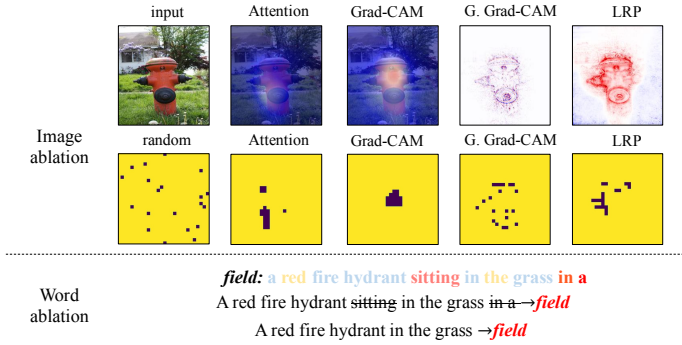 input Attention Grad-CAM G. Grad-CAM LRP
Image ablation
random Attention Grad-CAM G. Grad-CAM LRP
field: a red fire hydrant sitting in the grass in a
Word ablation
A red fire hydrant sitting in the grass in a →field
A red fire hydrant in the grass →field